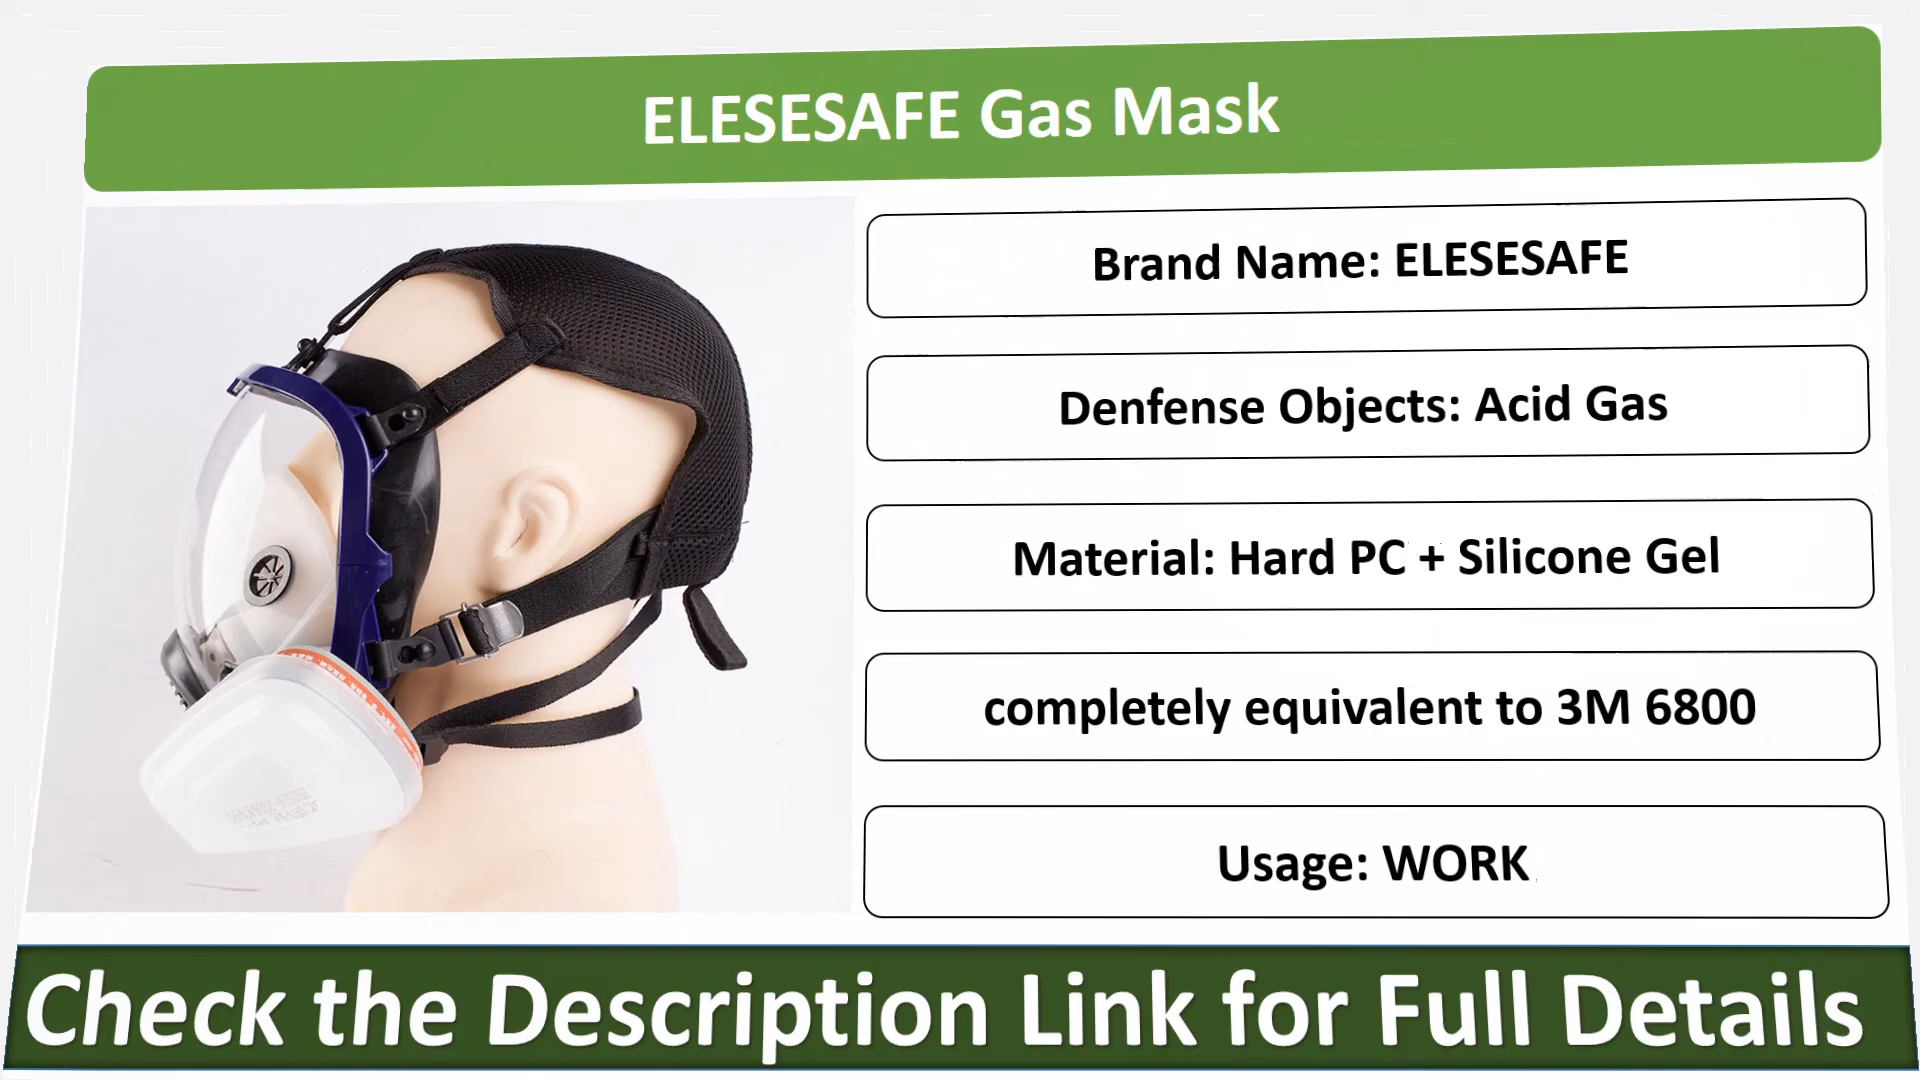 ELESESAFE Gas Mask
Brand Name: ELESESAFE
Denfense Objects: Acid Gas
Material: Hard PC + Silicone Gel
completely equivalent to 3M 6800
Usage: WORK
Check the Description Link for Full Details